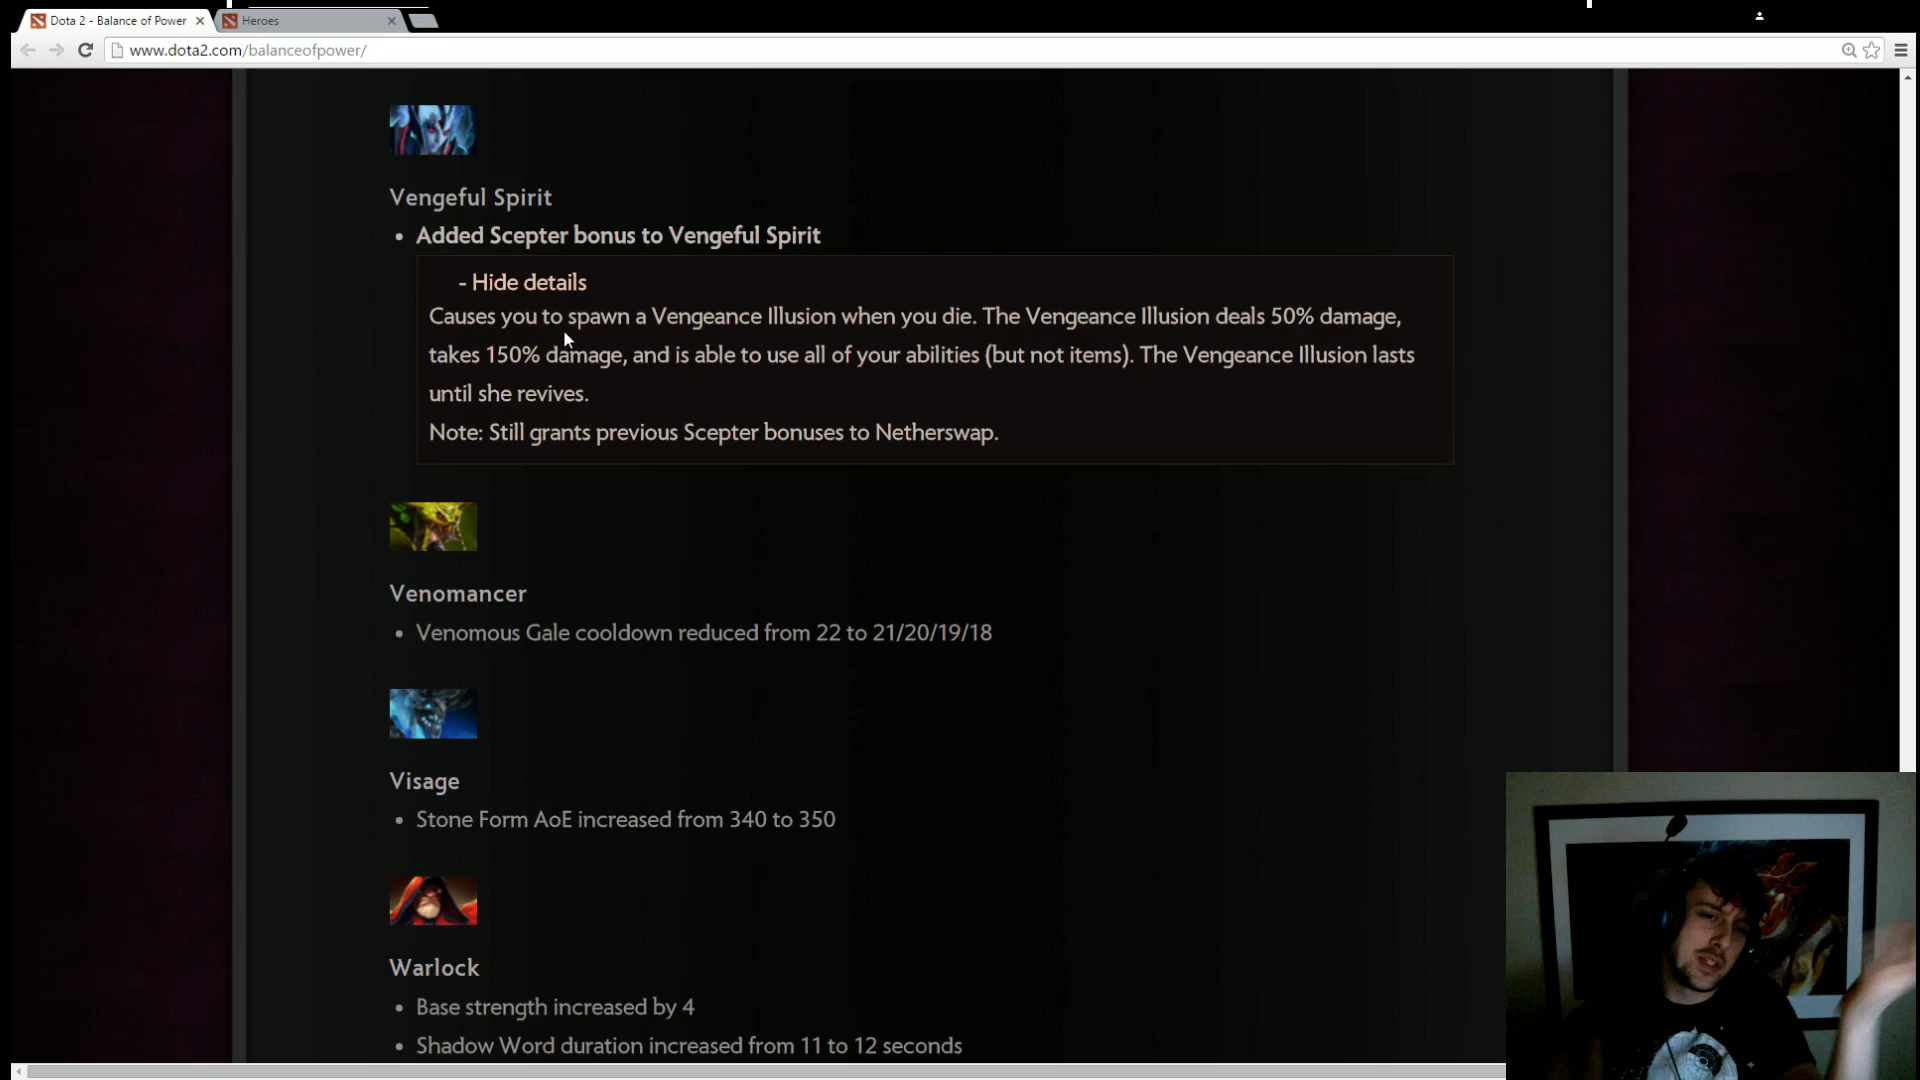 Dota 2 - Balance of Power
Heroes
www.dota2.com/balanceofpower/
Vengeful Spirit
• Added Scepter bonus to Vengeful Spirit
- Hide details
Causes you to spawn a Vengeance Illusion when you die. The Vengeance Illusion deals 50% damage,
takes 150% damage, and is able to use all of your abilities (but not items). The Vengeance Illusion lasts
until she revives.
Note: Still grants previous Scepter bonuses to Netherswap.
Venomancer
• Venomous Gale cooldown reduced from 22 to 21/20/19/18
Visage
• Stone Form AoE increased from 340 to 350
Warlock
• Base strength increased by 4
• Shadow Word duration increased from 11 to 12 seconds